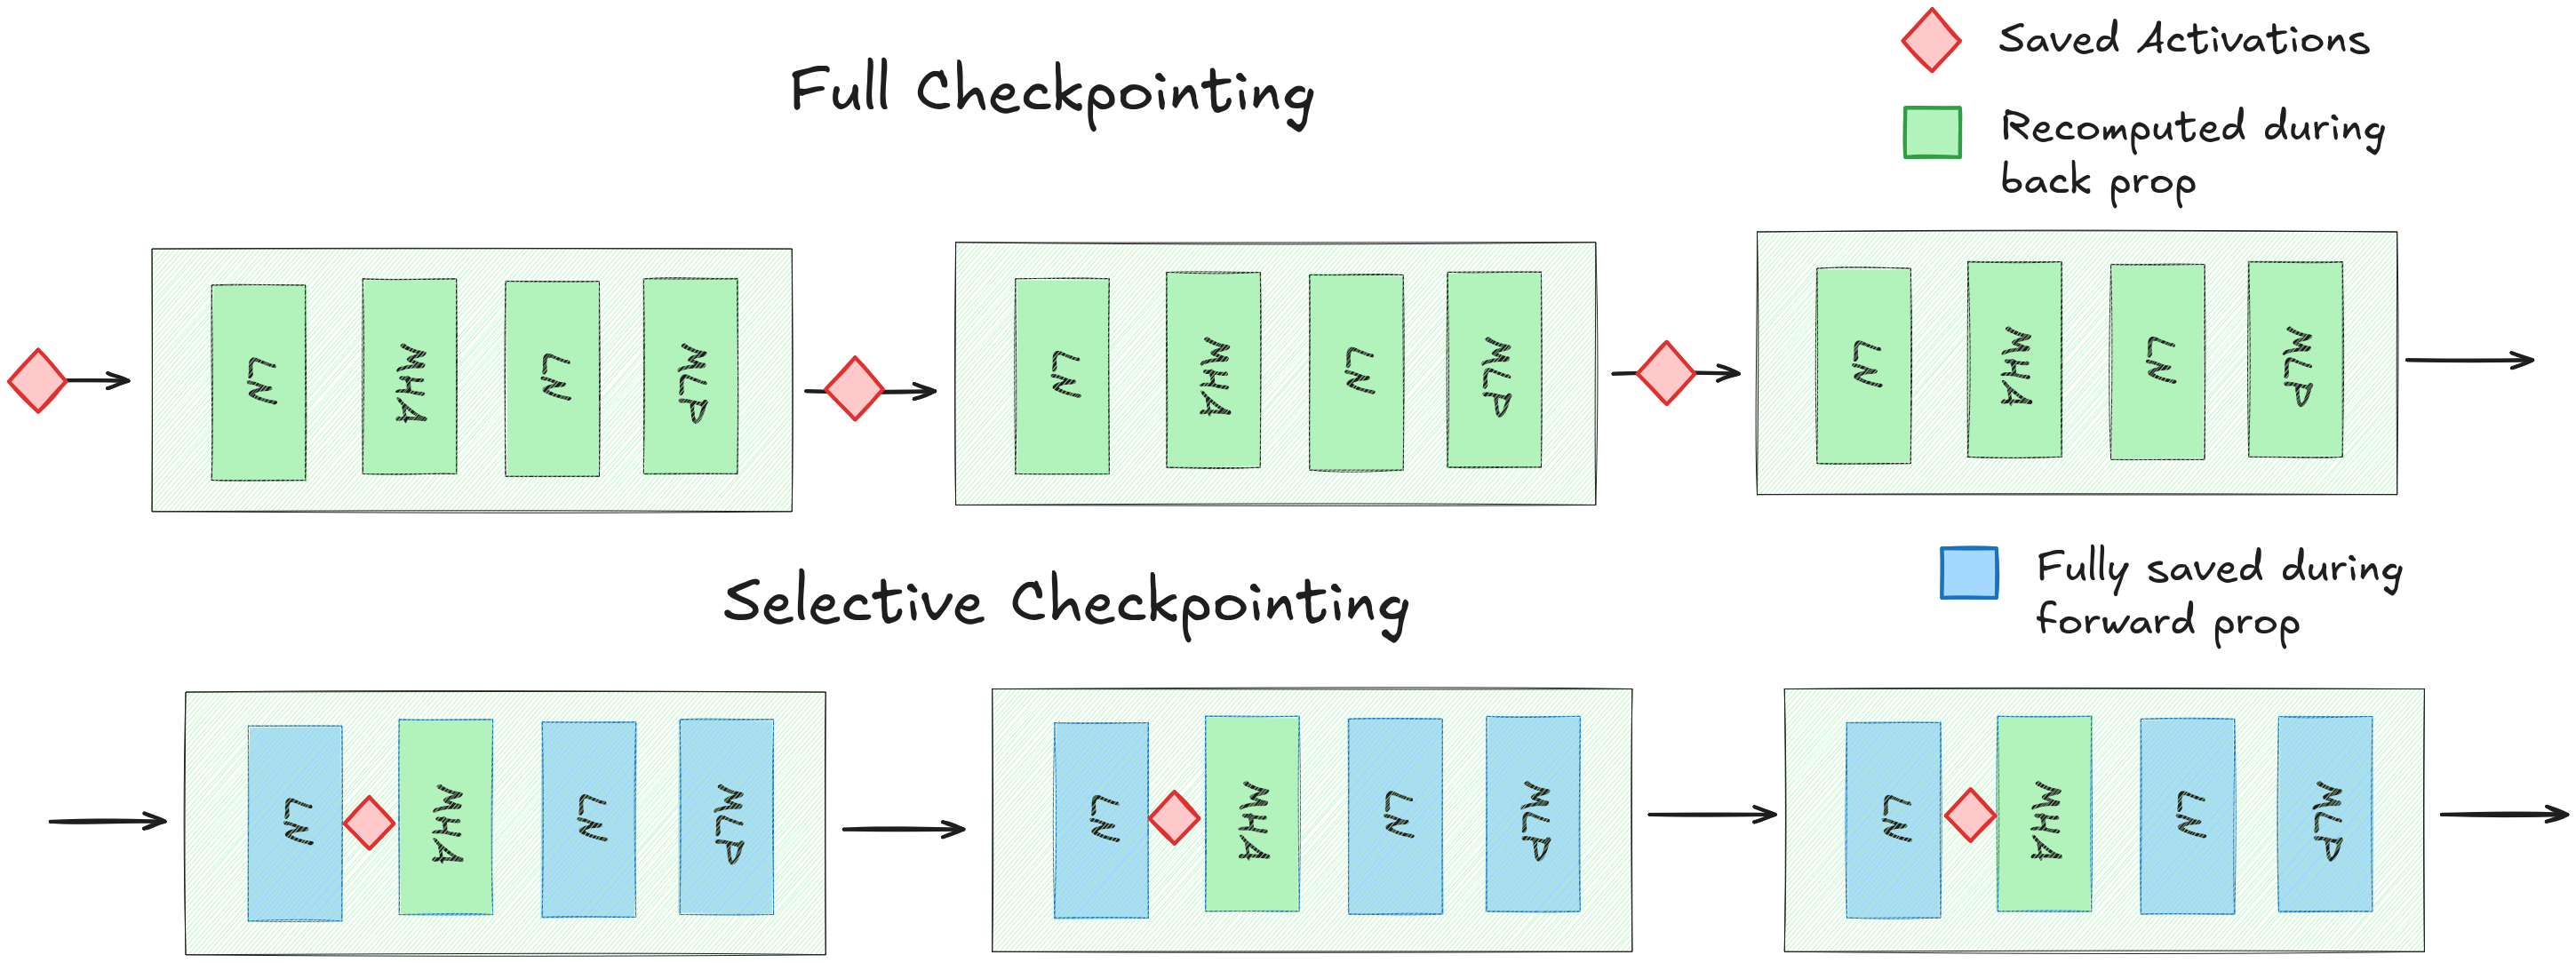 Saved Activations
Full Checkpointing
Recomputed during
back prop
LN
MHA
LN
MLP
LN
MHA
LN
MLP
LN
MHA
LN
MLP
Fully saved during
forward prop
Selective Checkpointing
LN
MHA
LN
MLP
LN
MHA
LN
MLP
LN
MHA
LN
MLP